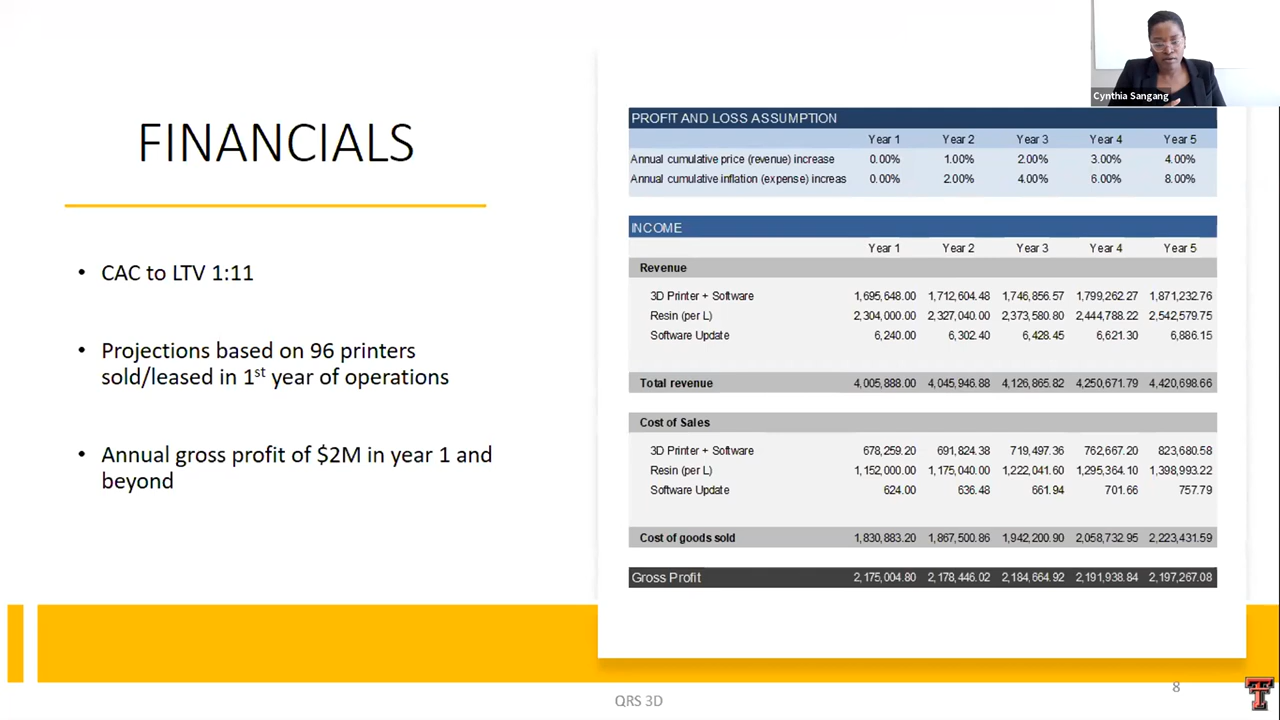 Cynthia Sangang
FINANCIALS
• CAC to LTV 1:11
• Projections based on 96 printers
sold/leased in 1st year of operations
• Annual gross profit of $2M in year 1 and
beyond
PROFIT AND LOSS ASSUMPTION
Year 1 Year 2 Year 3 Year 4 Year 5
Annual cumulative price (revenue) increase 0.00% 1.00% 2.00% 3.00% 4.00%
Annual cumulative inflation (expense) increas 0.00% 2.00% 4.00% 6.00% 8.00%
INCOME
Year 1 Year 2 Year 3 Year 4 Year 5
Revenue
3D Printer + Software 1,695,648.00 1,712,604.48 1,746,856.57 1,799,262.27 1,871,232.76
Resin (per L) 2,304,000.00 2,327,040.00 2,373,580.80 2,444,788.22 2,542,579.75
Software Update 6,240.00 6,302.40 6,428.45 6,621.30 6,886.15
Total revenue 4,005,888.00 4,045,946.88 4,126,865.82 4,250,671.79 4,420,698.66
Cost of Sales
3D Printer + Software 678,259.20 691,824.38 719,497.36 762,667.20 823,680.58
Resin (per L) 1,152,000.00 1,175,040.00 1,222,041.60 1,295,364.10 1,398,993.22
Software Update 624.00 636.48 661.94 701.66 757.79
Cost of goods sold 1,830,883.20 1,867,500.86 1,942,200.90 2,058,732.95 2,223,431.59
Gross Profit 2,175,004.80 2,178,446.02 2,184,664.92 2,191,938.84 2,197,267.08
QRS 3D
8